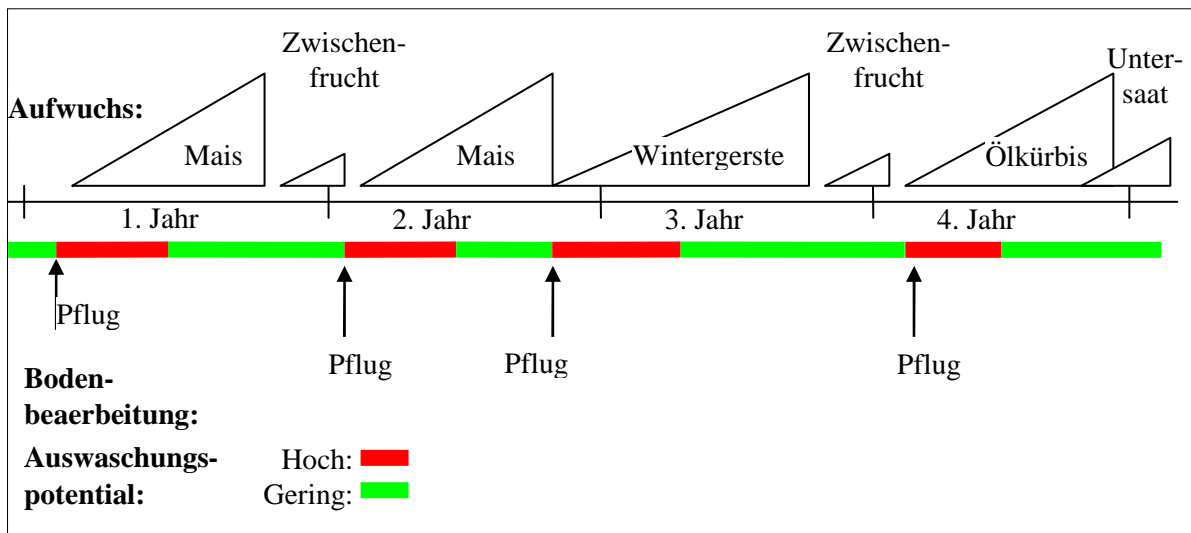 Zwischen-
frucht
Zwischen-
frucht
Unter-
saat
Aufwuchs:
Mais
Mais
Wintergerste
Ölkürbis
1. Jahr
2. Jahr
3. Jahr
4. Jahr
Pflug
Pflug
Pflug
Pflug
Boden-
beaerbeitung:
Auswaschungs-
potential:
Hoch:
Gering: